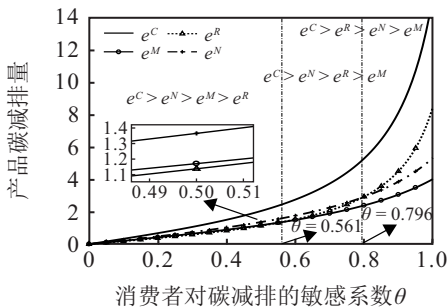 14
12
10
8
6
4
2
0
产品碳减排量
e^C e^R
e^M e^N
e^C > e^R > e^N > e^M
e^C > e^N > e^R > e^M
e^C > e^N > e^M > e^R
1.4
1.3
1.2
1.1
0.49 0.50 0.51
θ = 0.561
θ = 0.796
0 0.2 0.4 0.6 0.8 1.0
消费者对碳减排的敏感系数θ